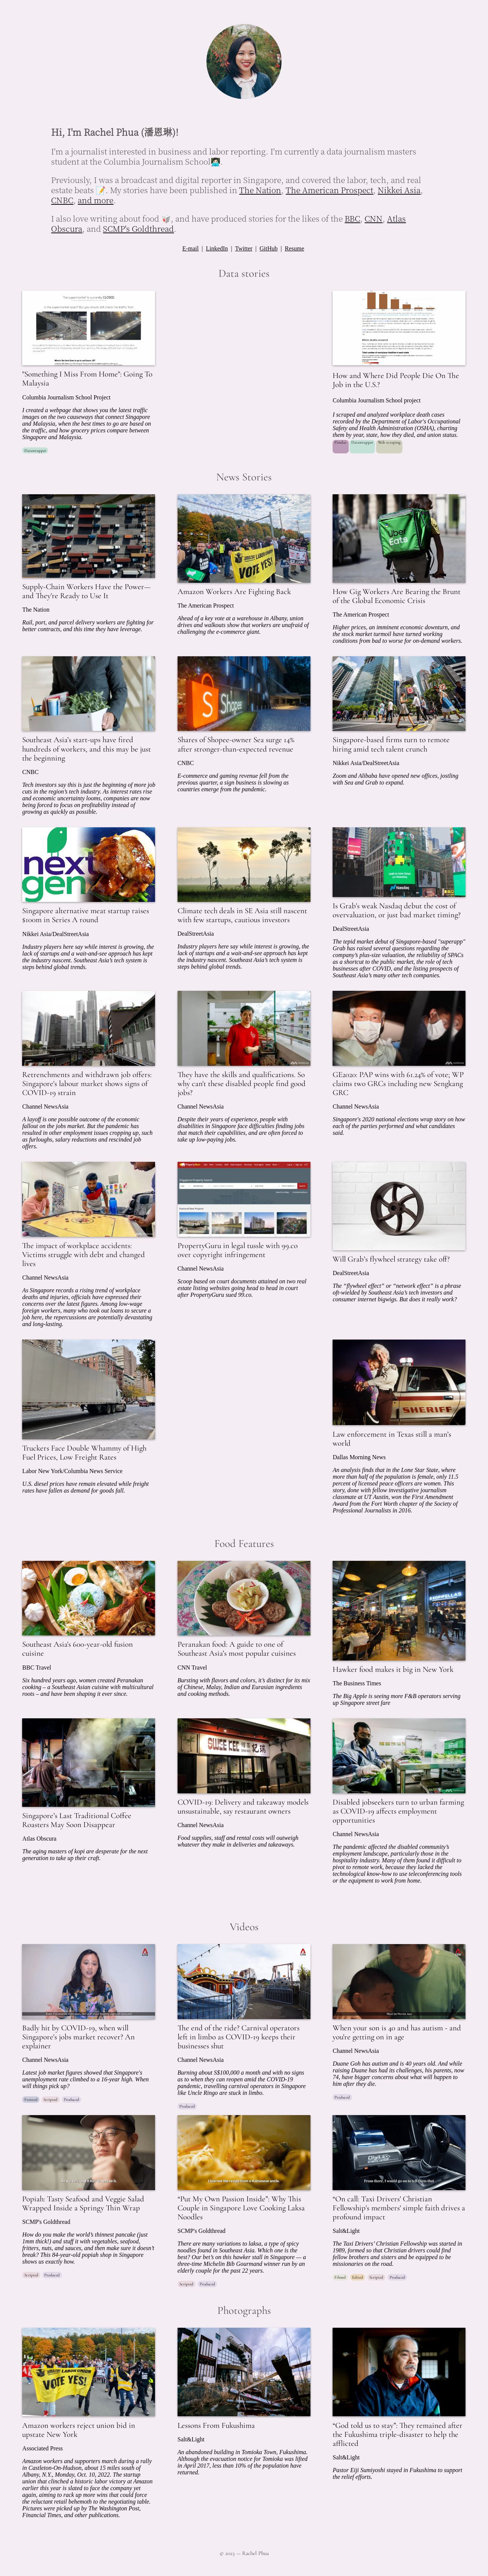 Hi, I'm Rachel Phua (潘恩琳)!
I'm a journalist interested in business and labor reporting. I'm currently a data journalism masters
student at the Columbia Journalism School👩🏻‍💻
Previously, I was a broadcast and digital reporter in Singapore, and covered the labor, tech, and real
estate beats 📝. My stories have been published in The Nation, The American Prospect, Nikkei Asia,
CNBC, and more.
I also love writing about food 🥡, and have produced stories for the likes of the BBC, CNN, Atlas
Obscura, and SCMP's Goldthread.
E-mail | LinkedIn | Twitter | GitHub | Resume
Data stories
"Something I Miss From Home": Going To
Malaysia
Columbia Journalism School Project
I created a webpage that shows you the latest traffic
images on the two causeways between Singapore
and Malaysia, when the best times to go are based on
the traffic, and how grocery prices compare between
Singapore and Malaysia.
How and Where Did People Die On The
Job in the U.S.?
Columbia Journalism School project
I scraped and analyzed workplace death cases
recorded by the Department of Labor's Occupational
Safety and Health Administration (OSHA), charting
them by year, state, how they died, and union status.
News Stories
Supply-Chain Workers Have the Power—
and They're Ready to Use It
The Nation
Rail, port, and parcel delivery workers are fighting for
better contracts, and this time they have leverage.
VOTE YES!
Amazon Workers Are Fighting Back
The American Prospect
Ahead of a key vote at a warehouse in Albany, union
drives and walkouts show that workers are unafraid of
challenging the e-commerce giant.
Uber
Eats
How Gig Workers Are Bearing the Brunt
of the Global Economic Crisis
The American Prospect
Higher prices, an imminent economic downturn, and
the stock market turmoil have turned working
conditions from bad to worse for on-demand workers.
Southeast Asia's start-ups have fired
hundreds of workers, and this may be just
the beginning
CNBC
Tech investors say this is just the beginning of more job
cuts in the region's tech industry. As interest rates rise
and economic uncertainty looms, companies are now
being forced to focus on profitability instead of
growing as quickly as possible.
Shares of Shopee-owner Sea surge 14%
after stronger-than-expected revenue
CNBC
E-commerce and gaming revenue fell from the
previous quarter, a sign business is slowing as
countries emerge from the pandemic.
Singapore-based firms turn to remote
hiring amid tech talent crunch
Nikkei Asia/DealStreetAsia
Zoom and Alibaba have opened new offices, jostling
with Sea and Grab to expand.
next
gen
Singapore alternative meat startup raises
$100m in Series A round
Nikkei Asia/DealStreetAsia
Industry players here say while interest is growing, the
lack of startups and a wait-and-see approach has kept
the industry nascent. Southeast Asia's tech system is
steps behind global trends.
Climate tech deals in SE Asia still nascent
with few startups, cautious investors
DealStreetAsia
Industry players here say while interest is growing, the
lack of startups and a wait-and-see approach has kept
the industry nascent. Southeast Asia's tech system is
steps behind global trends.
Is Grab's weak Nasdaq debut the cost of
overvaluation, or just bad market timing?
DealStreetAsia
The tepid market debut of Singapore-based "superapp"
Grab has raised several questions regarding the
company's plus-size valuation, the reliability of SPACs
as a shortcut to the public market, the role of tech
businesses after COVID, and the listing prospects of
Southeast Asia's many other tech companies.
Retrenchments and withdrawn job offers:
Singapore's labour market shows signs of
COVID-19 strain
Channel NewsAsia
A layoff is one possible outcome of the economic
fallout on the jobs market. But the pandemic has
resulted in other employment issues cropping up, such
as furloughs, salary reductions and rescinded job
offers.
They have the skills and qualifications. So
why can't these disabled people find good
jobs?
Channel NewsAsia
Despite their years of experience, people with
disabilities in Singapore face difficulties finding jobs
that match their capabilities, and are often forced to
take up low-paying jobs.
GE2020: PAP wins with 61.24% of vote; WP
claims two GRCs including new Sengkang
GRC
Channel NewsAsia
Singapore's 2020 national elections wrap story on how
each of the parties performed and what candidates
said.
The impact of workplace accidents:
Victims struggle with debt and changed
lives
Channel NewsAsia
As Singapore records a rising trend of workplace
deaths and injuries, officials have expressed their
concerns over the latest figures. Among low-wage
foreign workers, many who took out loans to secure a
job here, the repercussions are potentially devastating
and long-lasting.
PropertyGuru in legal tussle with 99.co
over copyright infringement
Channel NewsAsia
Scoop based on court documents attained on two real
estate listing websites going head to head in court
after PropertyGuru sued 99.co.
Will Grab's flywheel strategy take off?
DealStreetAsia
The "flywheel effect" or "network effect" is a phrase
oft-wielded by Southeast Asia's tech investors and
consumer internet bigwigs. But does it really work?
Truckers Face Double Whammy of High
Fuel Prices, Low Freight Rates
Labor New York/Columbia News Service
U.S. diesel prices have remain elevated while freight
rates have fallen as demand for goods fall.
SHERIFF
Law enforcement in Texas still a man's
world
Dallas Morning News
An analysis finds that in the Lone Star State, where
more than half of the population is female, only 11.5
percent of licensed peace officers are women. This
story, done with fellow investigative journalism
classmate at UT Austin, won the First Amendment
Award from the Fort Worth chapter of the Society of
Professional Journalists in 2016.
Food Features
Southeast Asia's 600-year-old fusion
cuisine
BBC Travel
Six hundred years ago, women created Peranakan
cooking – a Southeast Asian cuisine with multicultural
roots – and have been shaping it ever since.
Peranakan food: A guide to one of
Southeast Asia's most popular cuisines
CNN Travel
Bursting with flavors and colors, it's distinct for its mix
of Chinese, Malay, Indian and Eurasian ingredients
and cooking methods.
Hawker food makes it big in New York
The Business Times
The Big Apple is seeing more F&B operators serving
up Singapore street fare
Singapore's Last Traditional Coffee
Roasters May Soon Disappear
Atlas Obscura
The aging masters of kopi are desperate for the next
generation to take up their craft.
COVID-19: Delivery and takeaway models
unsustainable, say restaurant owners
Channel NewsAsia
Food supplies, staff and rental costs will outweigh
whatever they make in deliveries and takeaways.
Disabled jobseekers turn to urban farming
as COVID-19 affects employment
opportunities
Channel NewsAsia
The pandemic affected the disabled community's
employment landscape, particularly those in the
hospitality industry. Many of them found it difficult to
pivot to remote work, because they lacked the
technological know-how to use teleconferencing tools
or the equipment to work from home.
Videos
Badly hit by COVID-19, when will
Singapore's jobs market recover? An
explainer
Channel NewsAsia
Latest job market figures showed that Singapore's
unemployment rate climbed to a 16-year high. When
will things pick up?
The end of the ride? Carnival operators
left in limbo as COVID-19 keeps their
businesses shut
Channel NewsAsia
Burning about S$100,000 a month and with no signs
as to when they can reopen amid the COVID-19
pandemic, travelling carnival operators in Singapore
like Uncle Ringo are stuck in limbo.
Produced
When your son is 40 and has autism - and
you're getting on in age
Channel NewsAsia
Duane Goh has autism and is 40 years old. And while
raising Duane has had its challenges, his parents, now
74, have bigger concerns about what will happen to
him after they die.
Produced
Popiah: Tasty Seafood and Veggie Salad
Wrapped Inside a Springy Thin Wrap
SCMP's Goldthread
How do you make the world's thinnest pancake (just
1mm thick!) and stuff it with vegetables, seafood,
fritters, nuts, and sauces, and then make sure it doesn't
break? This 84-year-old popiah shop in Singapore
shows us exactly how.
Scripted Produced
"Put My Own Passion Inside": Why This
Couple in Singapore Love Cooking Laksa
Noodles
SCMP's Goldthread
There are many variations to laksa, a type of spicy
noodles found in Southeast Asia. Which one is the
best? Our bet's on this hawker stall in Singapore — a
three-time Michelin Bib Gourmand winner run by an
elderly couple for the past 22 years.
Scripted Produced
"On call: Taxi Drivers' Christian
Fellowship's members' simple faith drives a
profound impact
Salt&Light
The Taxi Drivers' Christian Fellowship was started in
1989, formed so that Christian drivers could find
fellow brothers and sisters and be equipped to be
missionaries on the road.
Filmed Edited Scripted Produced
Photographs
VOTE YES!
Amazon workers reject union bid in
upstate New York
Associated Press
Amazon workers and supporters march during a rally
in Castleton-On-Hudson, about 15 miles south of
Albany, N.Y., Monday, Oct. 10, 2022. The startup
union that clinched a historic labor victory at Amazon
earlier this year is slated to face the company yet
again, aiming to rack up more wins that could force
the reluctant retail behemoth to the negotiating table.
Pictures were picked up by The Washington Post,
Financial Times, and other publications.
Lessons From Fukushima
Salt&Light
An abandoned building in Tomioka Town, Fukushima.
Although the evacuation notice for Tomioka was lifted
in April 2017, less than 10% of the population have
returned.
"God told us to stay": They remained after
the Fukushima triple-disaster to help the
afflicted
Salt&Light
Pastor Eiji Sumiyoshi stayed in Fukushima to support
the relief efforts.
© 2023 — Rachel Phua